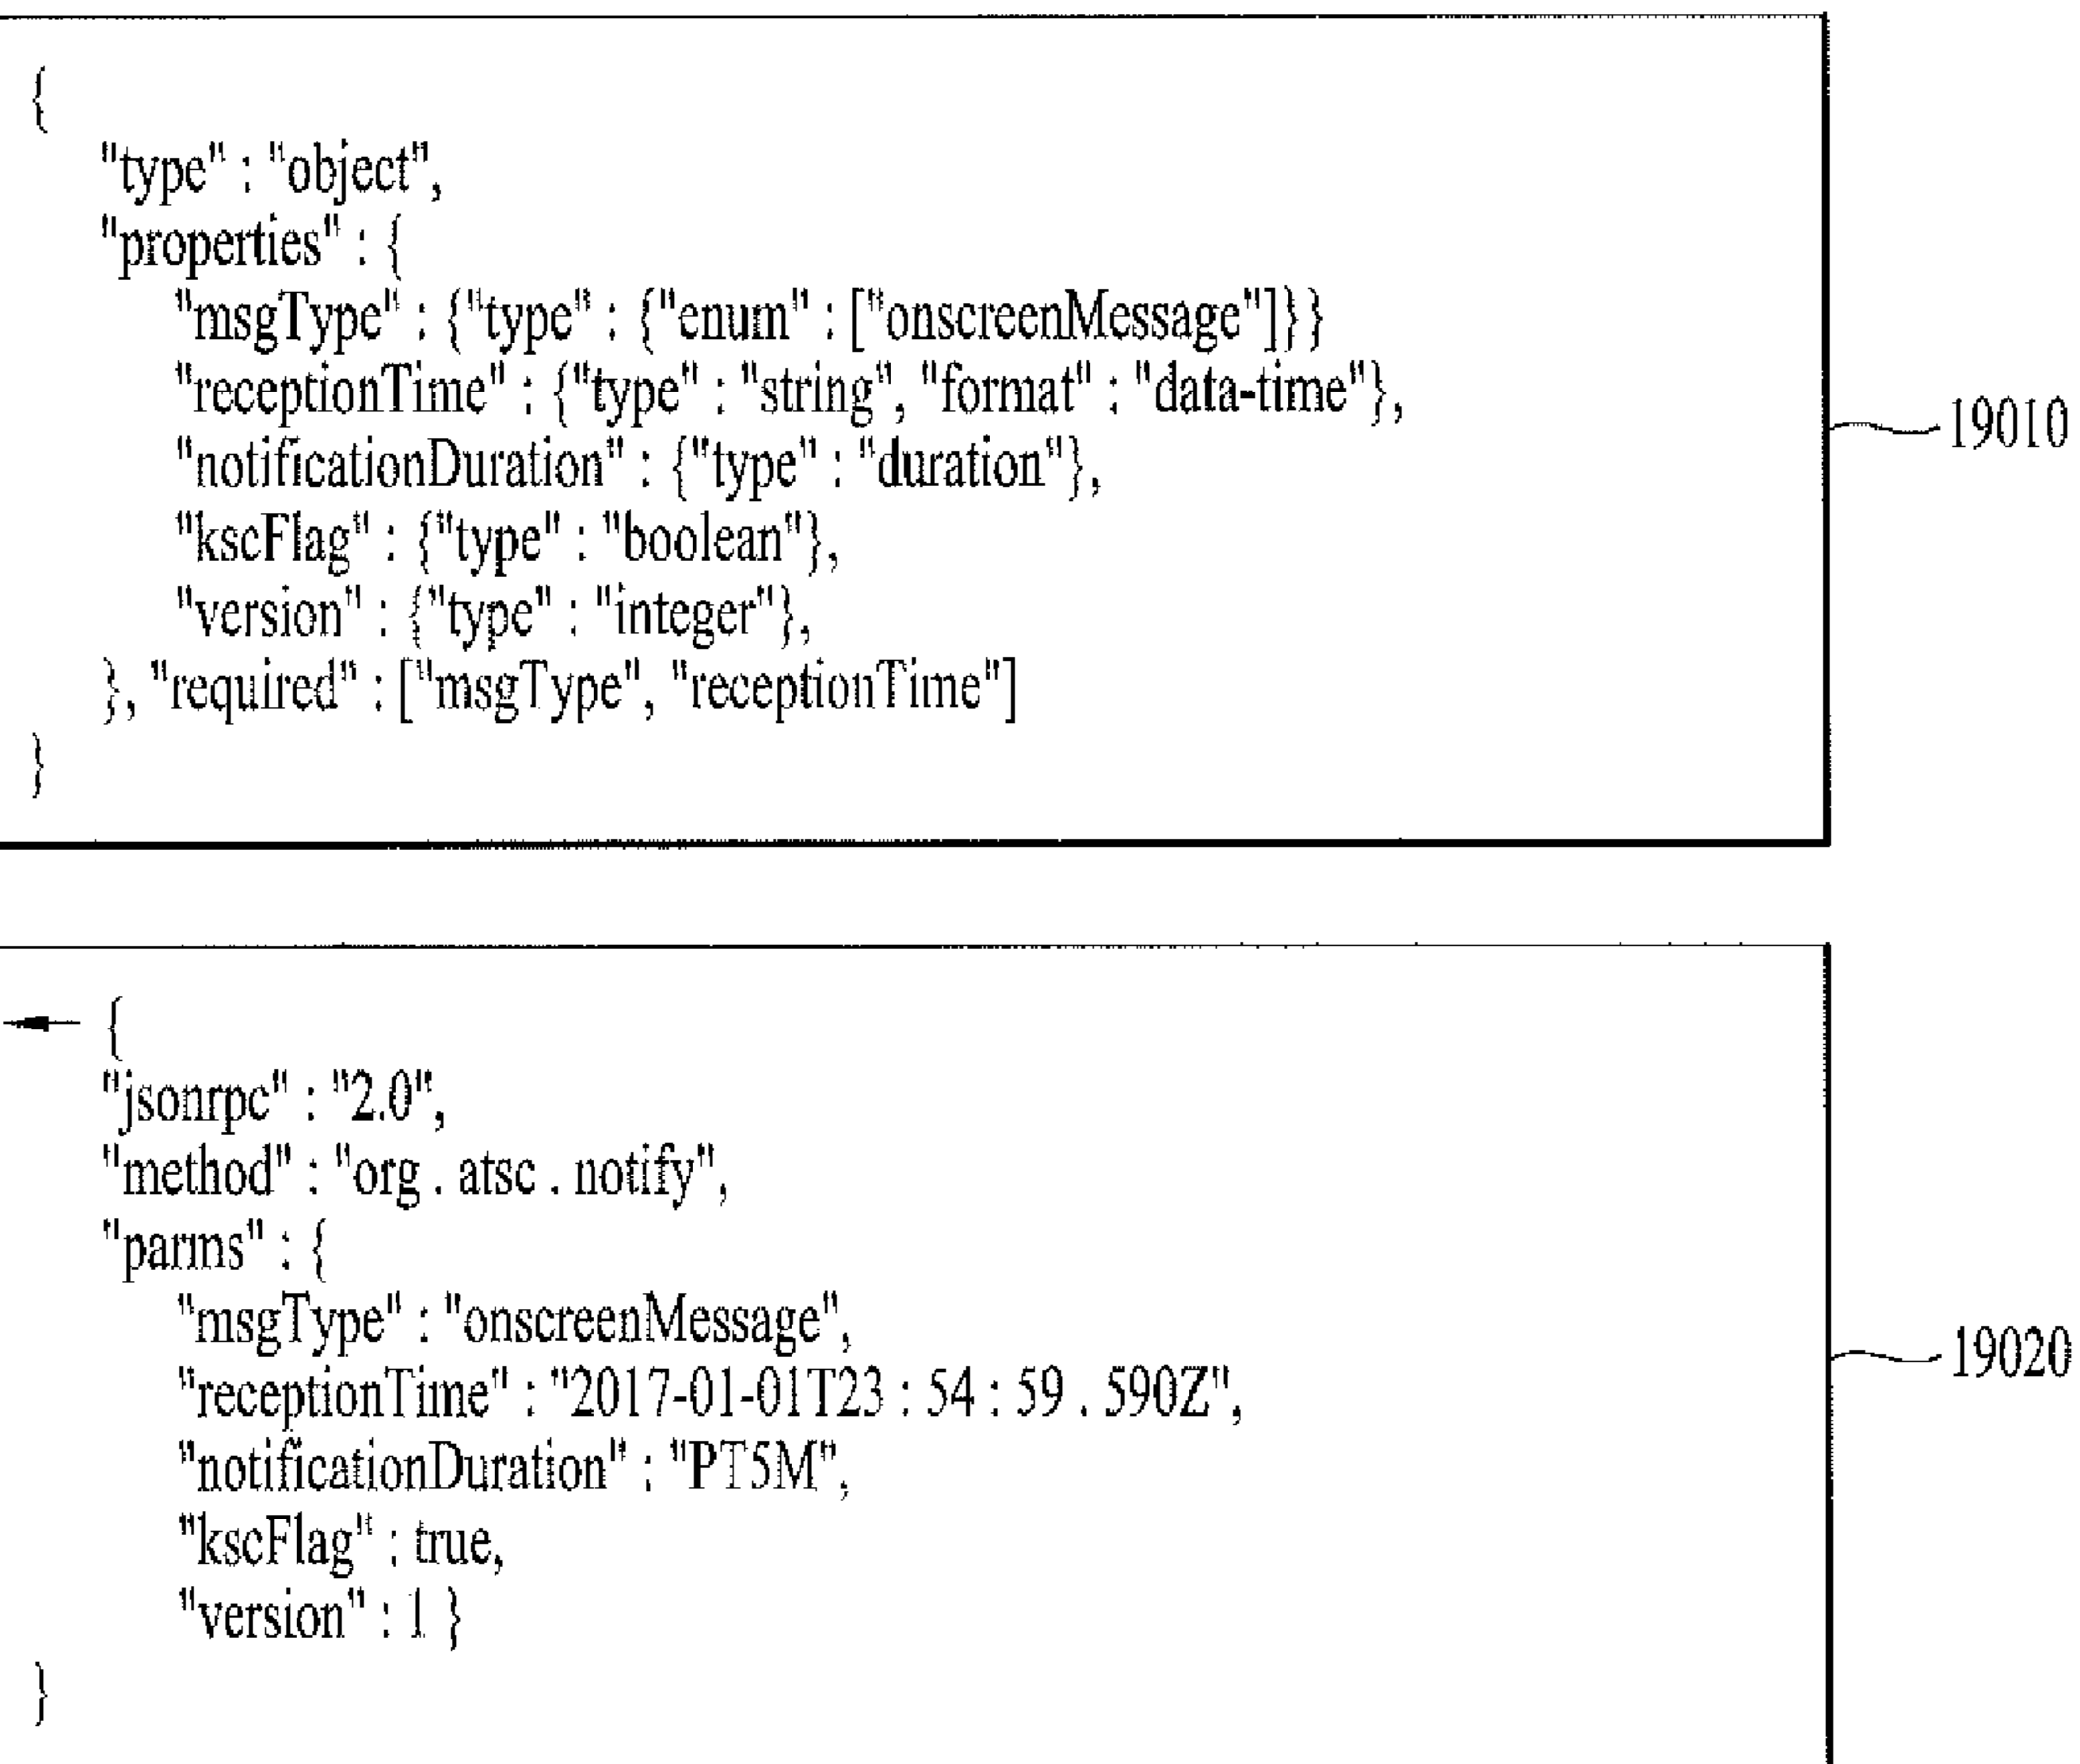 {
"type" : "object",
"properties" : {
"msgType" : {"type" : {"enum" : ["onscreenMessage"]}}
"receptionTime" : {"type" : "string", "format" : "data-time"},
"notificationDuration" : {"type" : "duration"},
"kscFlag" : {"type" : "boolean"},
"version" : {"type" : "integer"},
}, "required" : ["msgType", "receptionTime"]
}
19010
{
"jsonrpc" : "2.0",
"method" : "org . atsc . notify",
"parms" : {
"msgType" : "onscreenMessage",
"receptionTime" : "2017-01-01T23 : 54 : 59 . 590Z",
"notificationDuration" : "PT5M",
"kscFlag" : true,
"version" : 1 }
}
19020